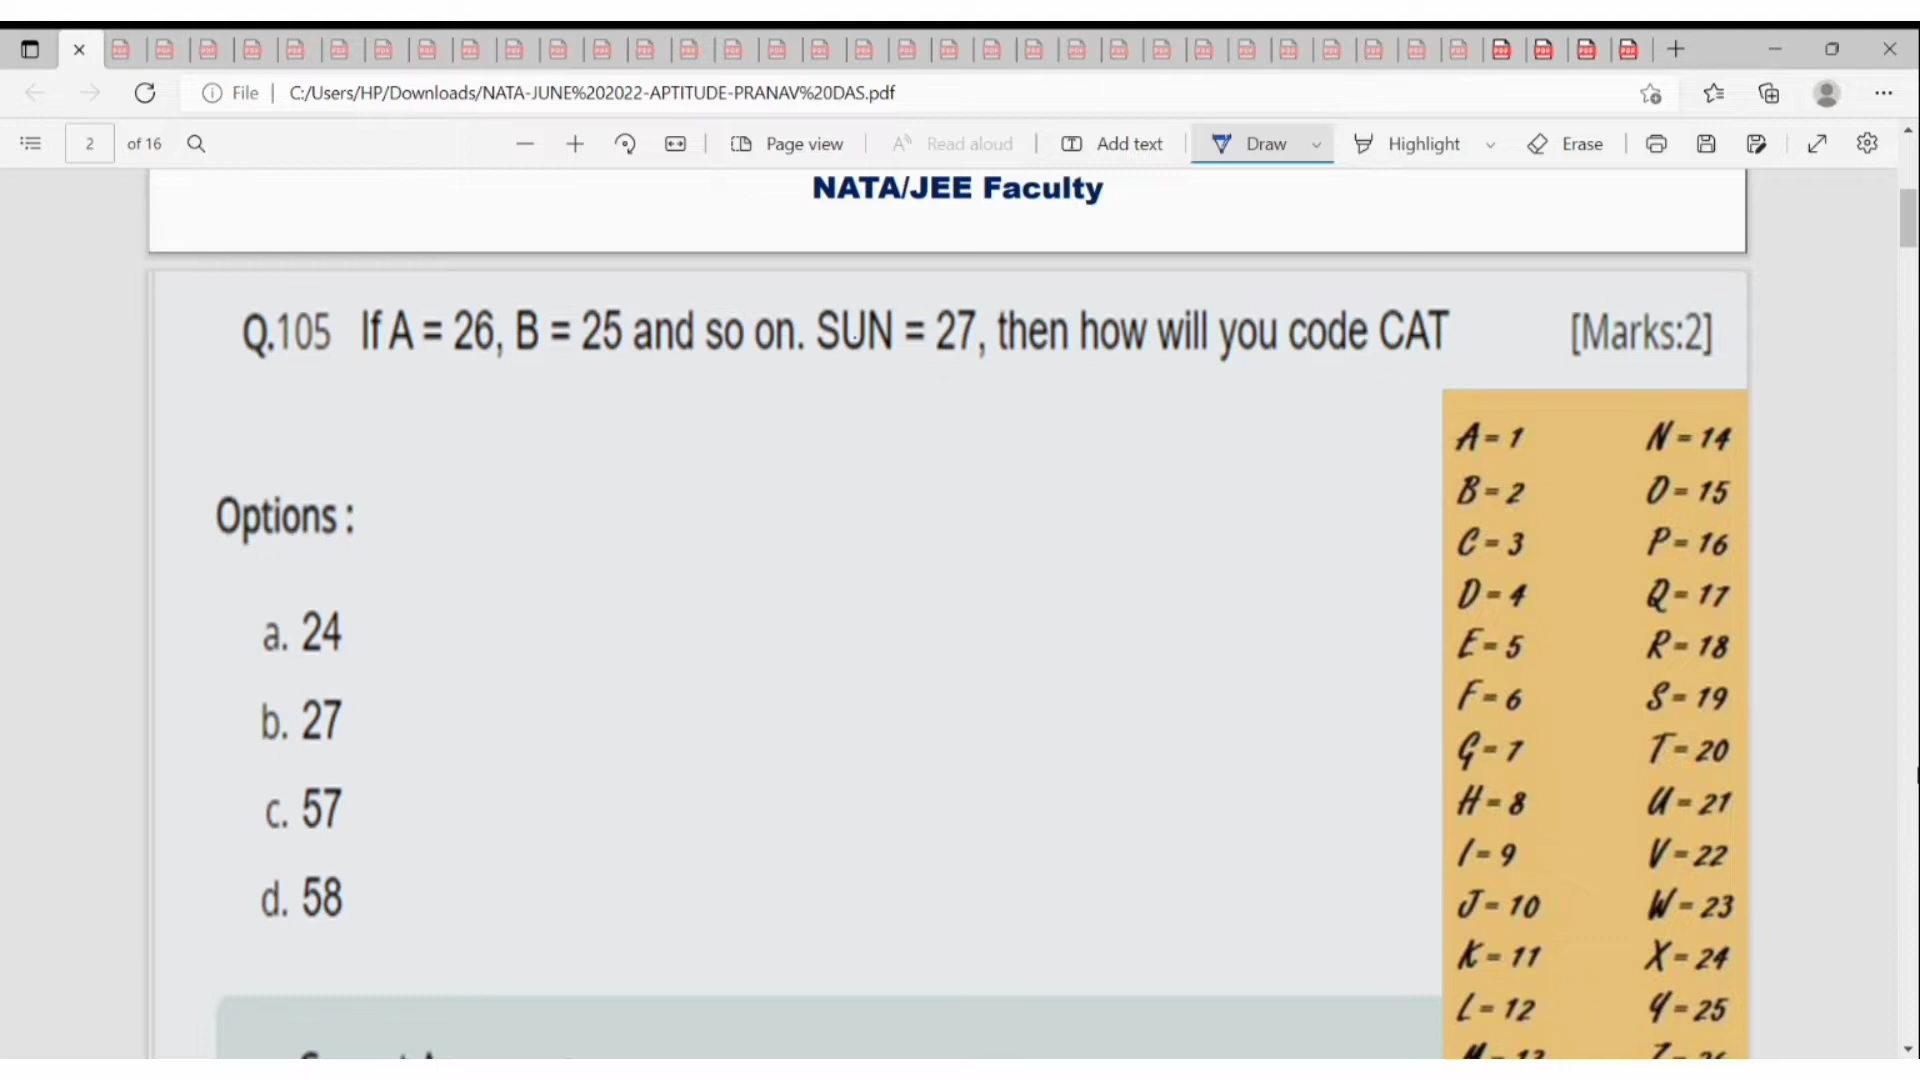 File C:/Users/HP/Downloads/NATA-JUNE%202022-APTITUDE-PRANAV%20DAS.pdf
2 of 16 Page view Read aloud Add text Draw Highlight Erase
NATA/JEE Faculty
Q.105 If A = 26, B = 25 and so on. SUN = 27, then how will you code CAT [Marks:2]
A = 1 N = 14
B = 2 O = 15
Options :
C = 3 P = 16
D = 4 Q = 17
a. 24
E = 5 R = 18
F = 6 S = 19
b. 27
G = 7 T = 20
c. 57
H = 8 U = 21
I = 9 V = 22
d. 58
J = 10 W = 23
K = 11 X = 24
L = 12 Y = 25